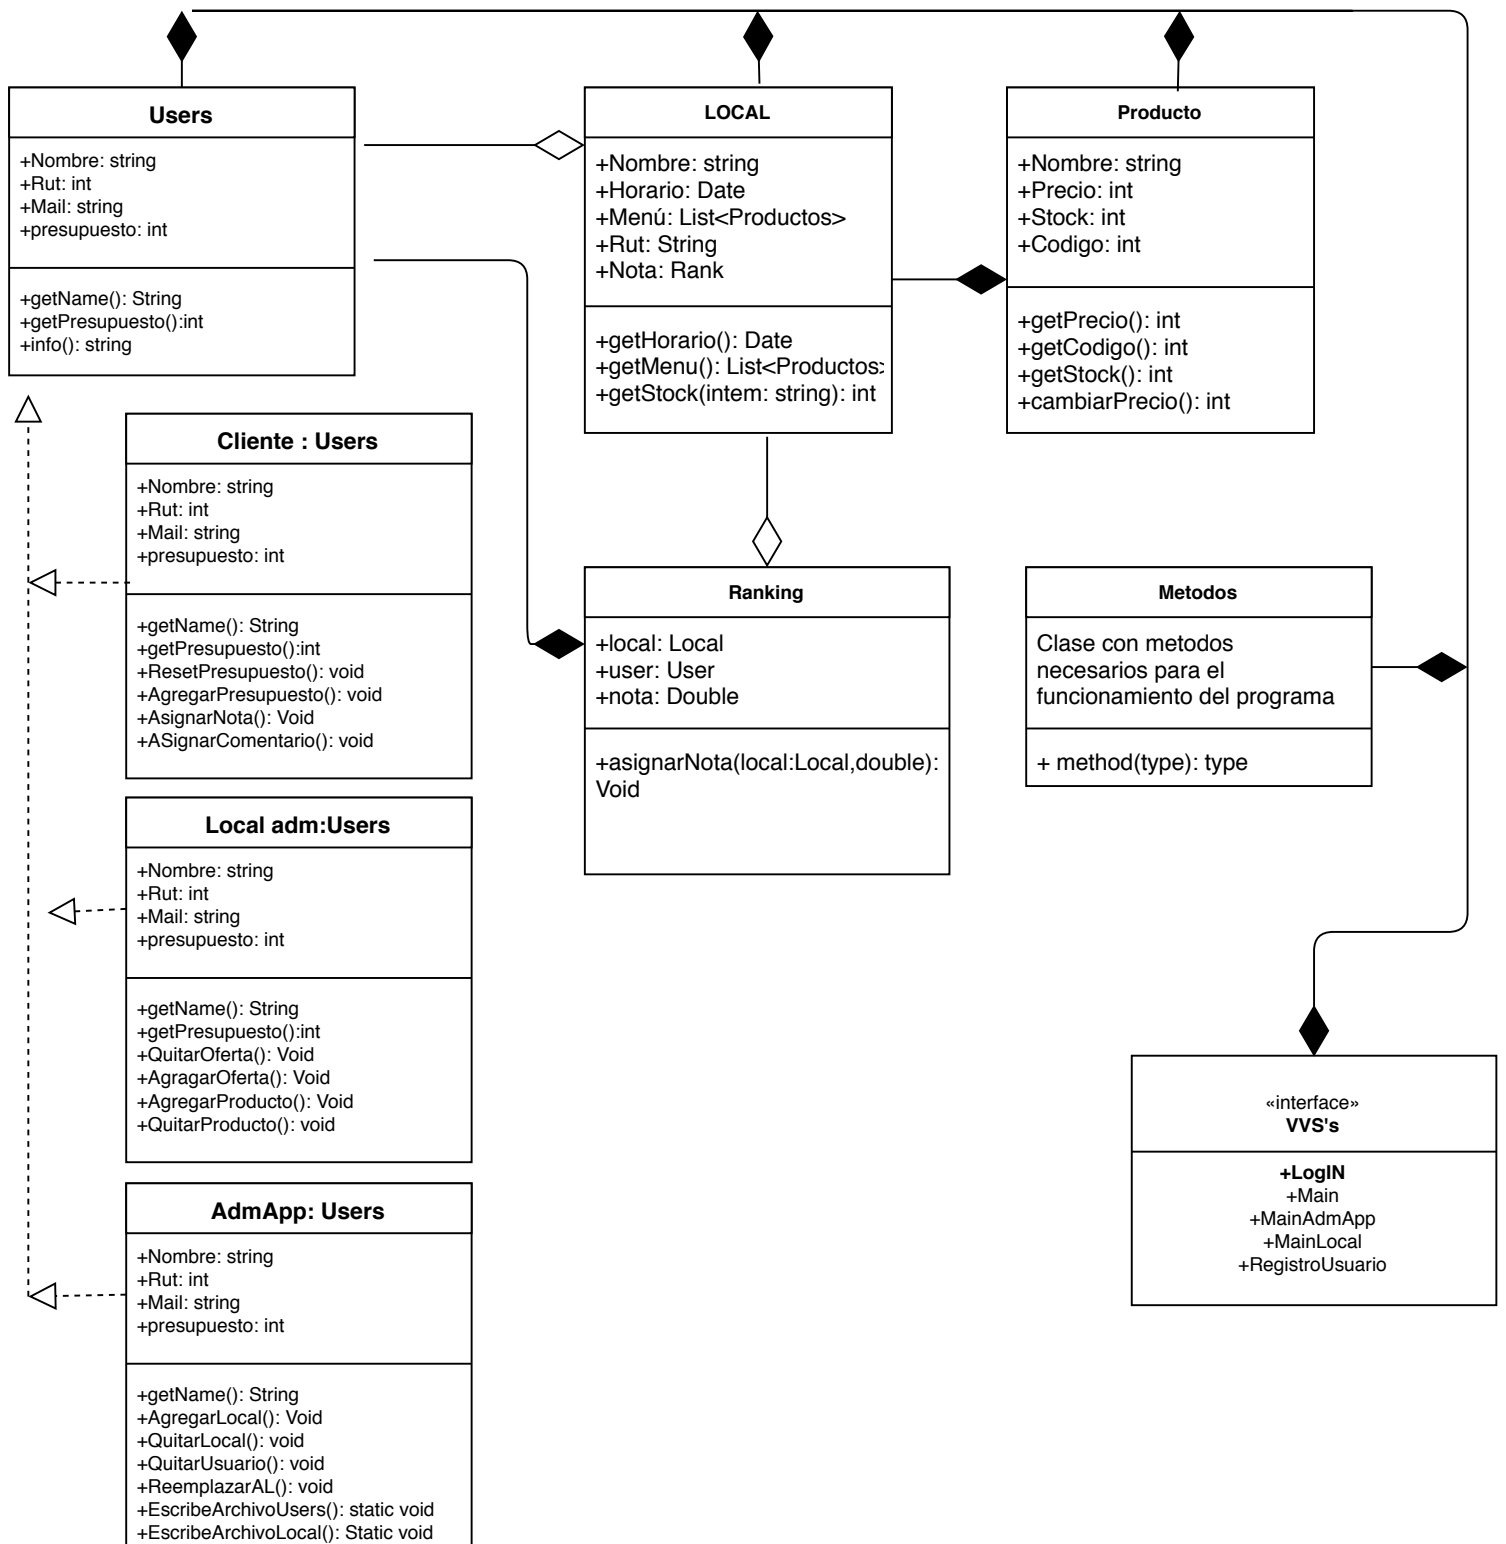 Users
+Nombre: string
+Rut: int
+Mail: string
+presupuesto: int
+getName(): String
+getPresupuesto():int
+info(): string
LOCAL
+Nombre: string
+Horario: Date
+Menú: List<Productos>
+Rut: String
+Nota: Rank
+getHorario(): Date
+getMenu(): List<Productos>
+getStock(intem: string): int
Producto
+Nombre: string
+Precio: int
+Stock: int
+Codigo: int
+getPrecio(): int
+getCodigo(): int
+getStock(): int
+cambiarPrecio(): int
Cliente : Users
+Nombre: string
+Rut: int
+Mail: string
+presupuesto: int
+getName(): String
+getPresupuesto():int
+ResetPresupuesto(): void
+AgregarPresupuesto(): void
+AsignarNota(): Void
+ASignarComentario(): void
Ranking
+local: Local
+user: User
+nota: Double
+asignarNota(local:Local,double):
Void
Metodos
Clase con metodos
necesarios para el
funcionamiento del programa
+ method(type): type
Local adm:Users
+Nombre: string
+Rut: int
+Mail: string
+presupuesto: int
+getName(): String
+getPresupuesto():int
+QuitarOferta(): Void
+AgragarOferta(): Void
+AgregarProducto(): Void
+QuitarProducto(): void
«interface»
VVS's
+LogIN
+Main
+MainAdmApp
+MainLocal
+RegistroUsuario
AdmApp: Users
+Nombre: string
+Rut: int
+Mail: string
+presupuesto: int
+getName(): String
+AgregarLocal(): Void
+QuitarLocal(): void
+QuitarUsuario(): void
+ReemplazarAL(): void
+EscribeArchivoUsers(): static void
+EscribeArchivoLocal(): Static void